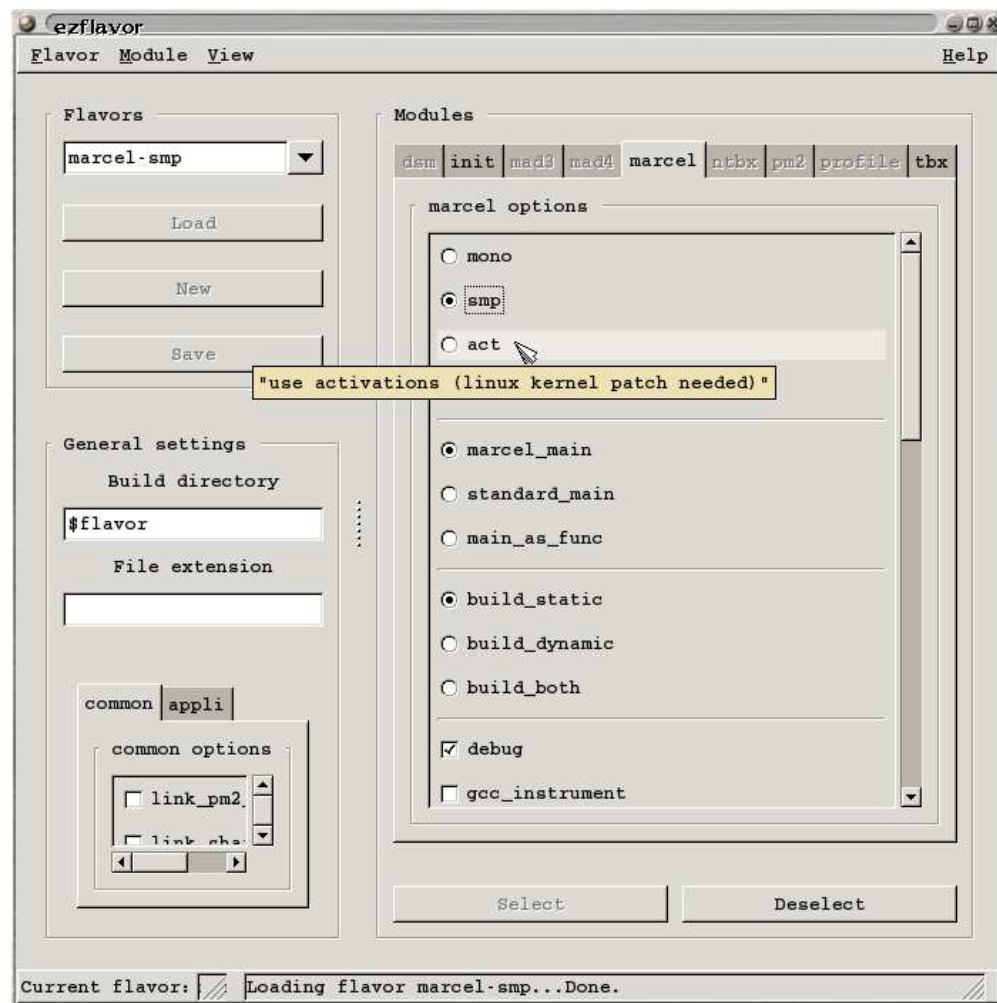 ezflavor
Flavor Module View Help
Flavors
marcel-smp
Load
New
Save
General settings
Build directory
$flavor
File extension
common appli
common options
link_pm2_
link_sha
Modules
dsm init mad3 mad4 marcel ntbx pm2 profile tbx
marcel options
mono
smp
act
"use activations (linux kernel patch needed)"
marcel_main
standard_main
main_as_func
build_static
build_dynamic
build_both
debug
gcc_instrument
Select Deselect
Current flavor: Loading flavor marcel-smp...Done.